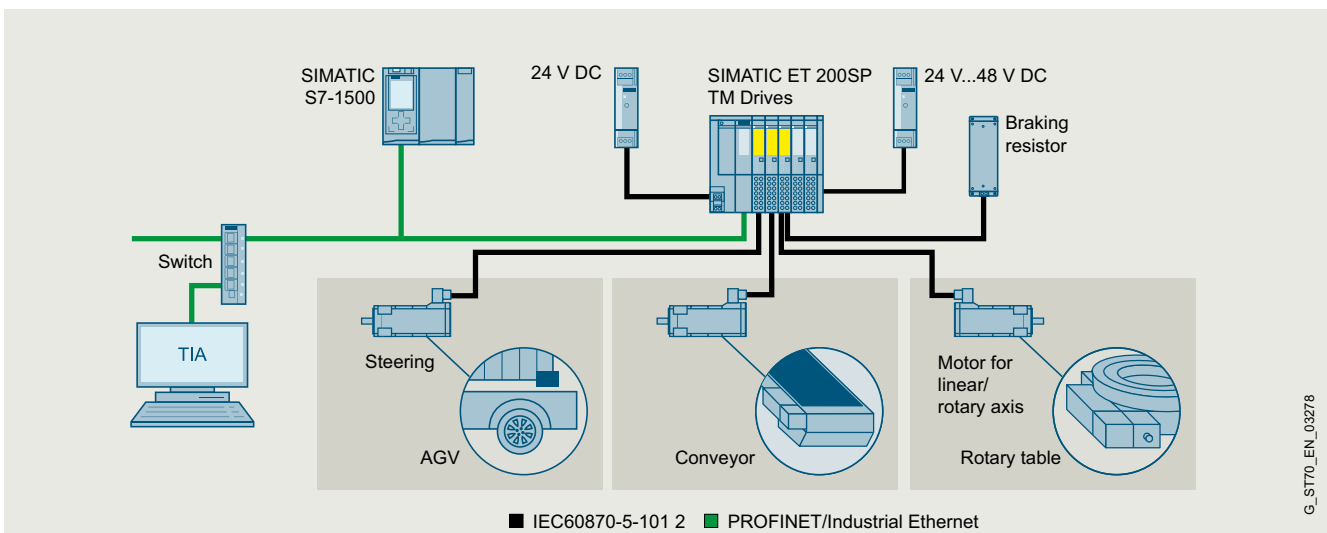 SIMATIC
S7-1500
24 V DC
SIMATIC ET 200SP
TM Drives
24 V...48 V DC
Braking
resistor
Switch
TIA
Steering
AGV
Conveyor
Motor for
linear/
rotary axis
Rotary table
IEC60870-5-101 2
PROFINET/Industrial Ethernet
G_ST70_EN_03278